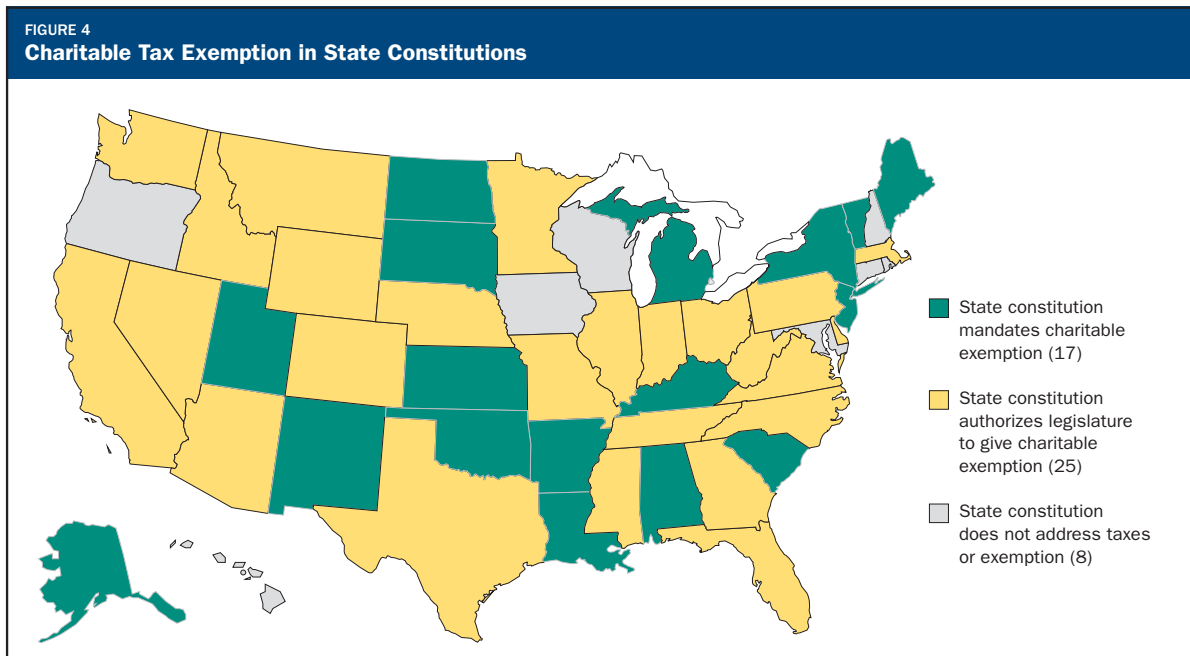 FIGURE 4
Charitable Tax Exemption in State Constitutions
State constitution
mandates charitable
exemption (17)
State constitution
authorizes legislature
to give charitable
exemption (25)
State constitution
does not address taxes
or exemption (8)